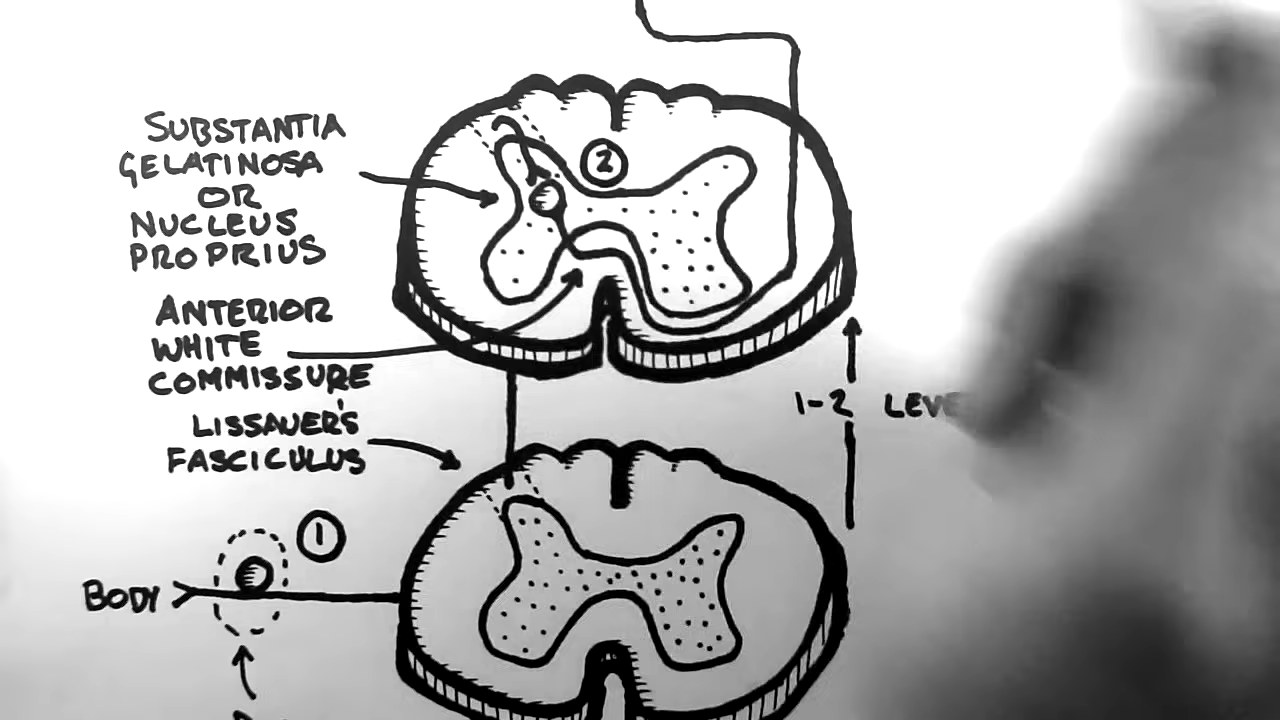 SUBSTANTIA
GELATINOSA
OR
NUCLEUS
PROPRIUS
2
ANTERIOR
WHITE
COMMISSURE
1-2
LISSAUER'S
FASCICULUS
1
BODY